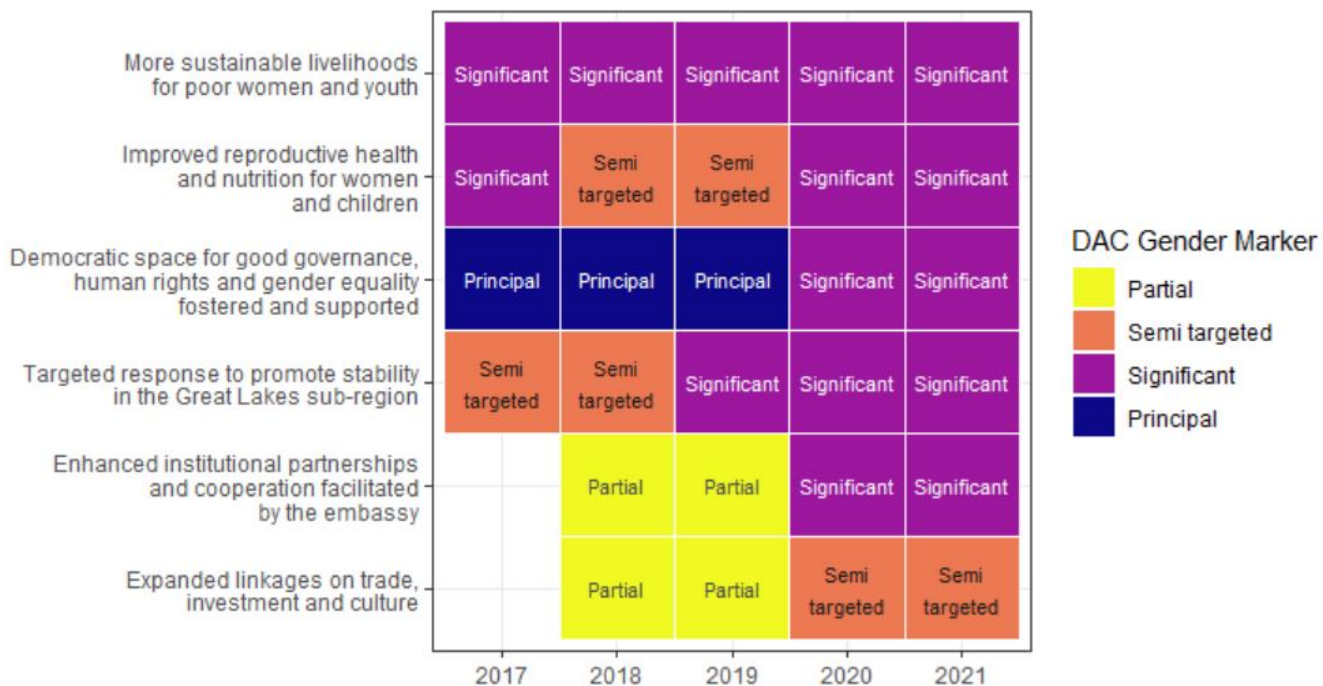 More sustainable livelihoods
for poor women and youth
Significant Significant Significant Significant Significant
Improved reproductive health
and nutrition for women
and children
Significant Semi targeted Semi targeted Significant Significant
Democratic space for good governance,
human rights and gender equality
fostered and supported
Principal Principal Principal Significant Significant
Targeted response to promote stability
in the Great Lakes sub-region
Semi targeted Semi targeted Significant Significant Significant
Enhanced institutional partnerships
and cooperation facilitated
by the embassy
Partial Partial Significant Significant
Expanded linkages on trade,
investment and culture
Partial Partial Semi targeted Semi targeted
2017 2018 2019 2020 2021
DAC Gender Marker
Partial
Semi targeted
Significant
Principal